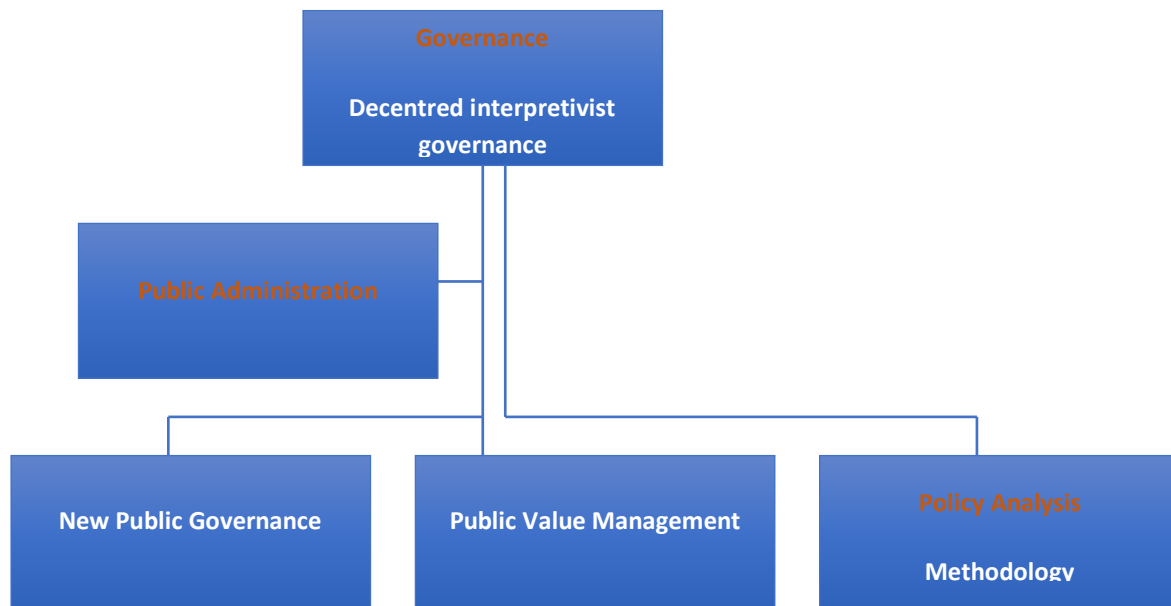 Governance
Decentred interpretivist
governance
Public Administration
New Public Governance
Public Value Management
Policy Analysis
Methodology